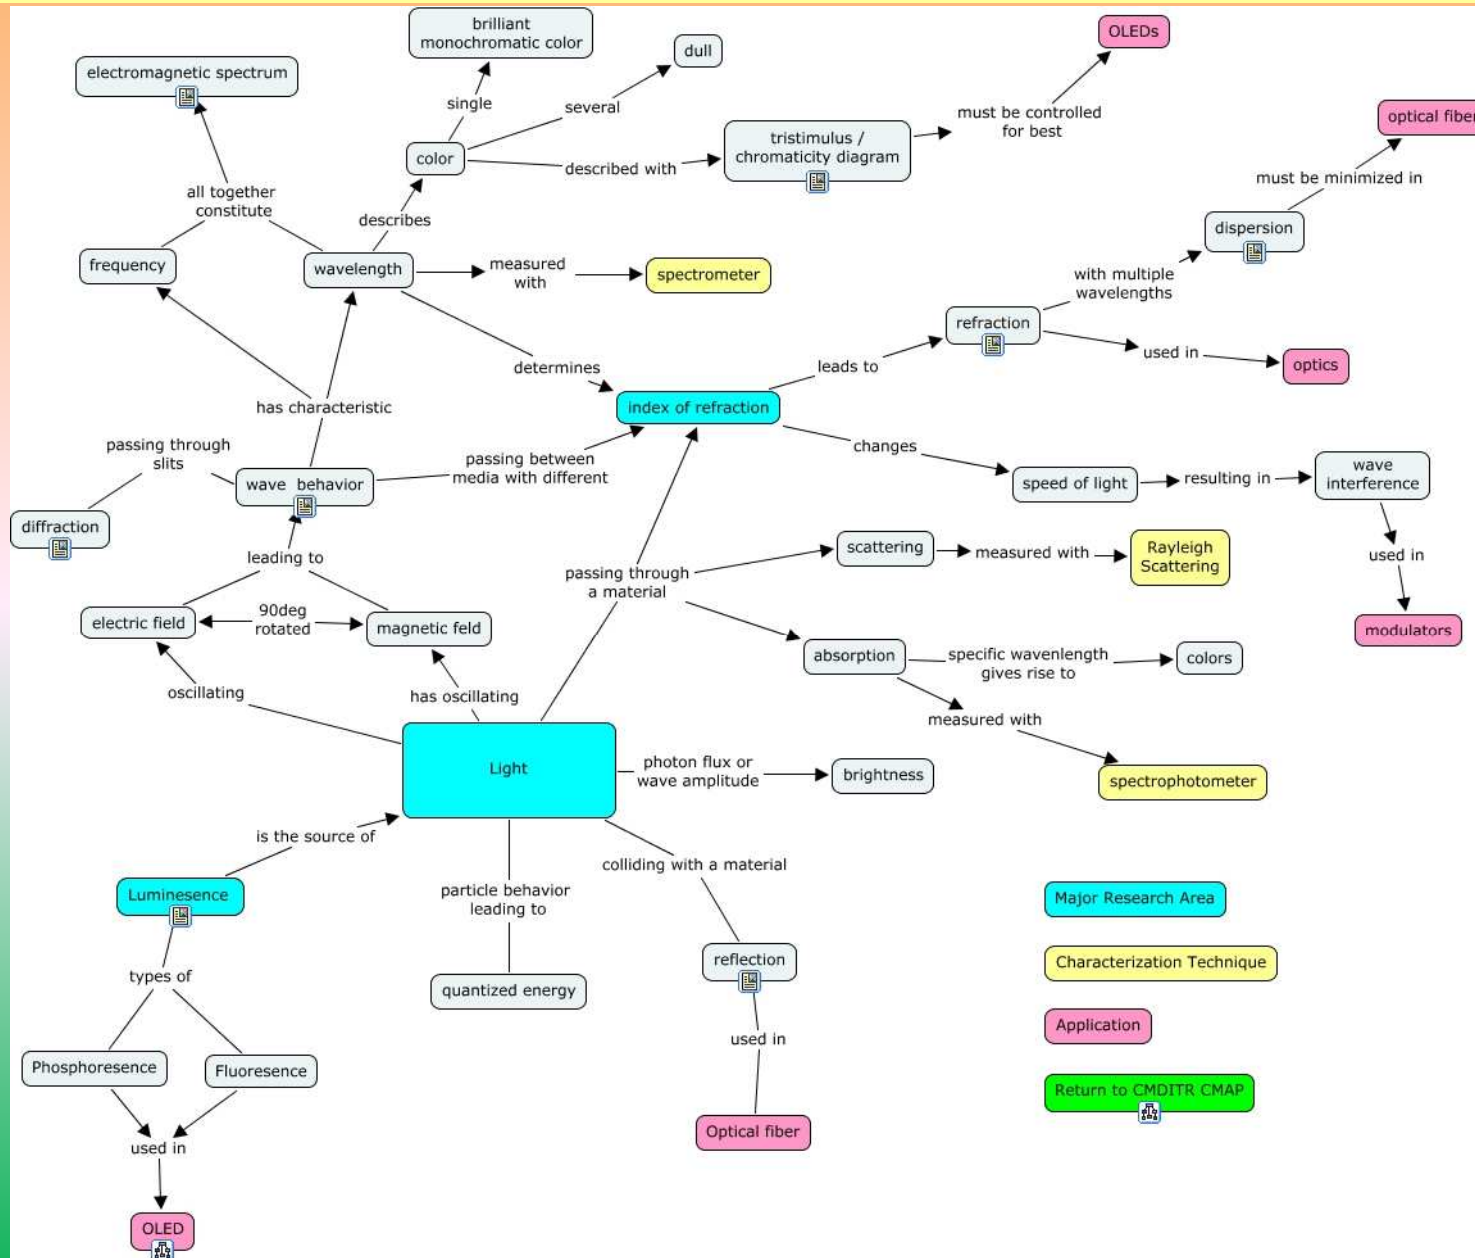 brilliant
monochromatic color
OLEDs
dull
electromagnetic spectrum
single
several
must be controlled
for best
optical fiber
tristimulus /
chromaticity diagram
color
described with
must be minimized in
all together
constitute
describes
dispersion
frequency
wavelength
measured
with
spectrometer
with multiple
wavelengths
refraction
used in
optics
determines
leads to
index of refraction
has characteristic
passing through
slits
changes
passing between
media with different
wave
interference
wave behavior
speed of light
resulting in
diffraction
leading to
scattering
measured with
Rayleigh
Scattering
used in
passing through
a material
electric field
90deg
rotated
magnetic feld
modulators
absorption
specific wavenlength
gives rise to
colors
oscillating
has oscillating
measured with
Light
photon flux or
wave amplitude
brightness
spectrophotometer
is the source of
colliding with a material
Luminesence
particle behavior
leading to
Major Research Area
reflection
Characterization Technique
types of
quantized energy
Application
used in
Phosphoresence
Fluoresence
Return to CMDITR CMAP
Optical fiber
used in
OLED